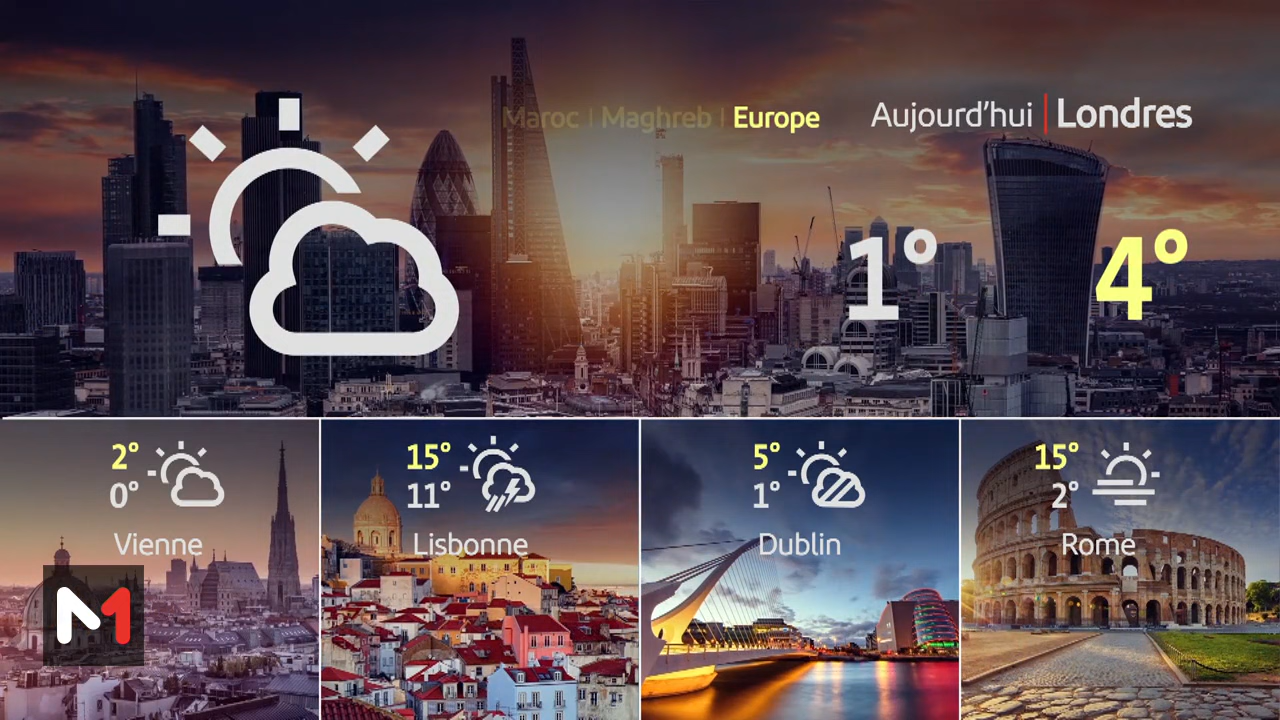 Maroc | Maghreb | Europe
Aujourd'hui | Londres
1° 4°
2°
0°
Vienne
15°
11°
Lisbonne
5°
1°
Dublin
15°
2°
Rome
M1